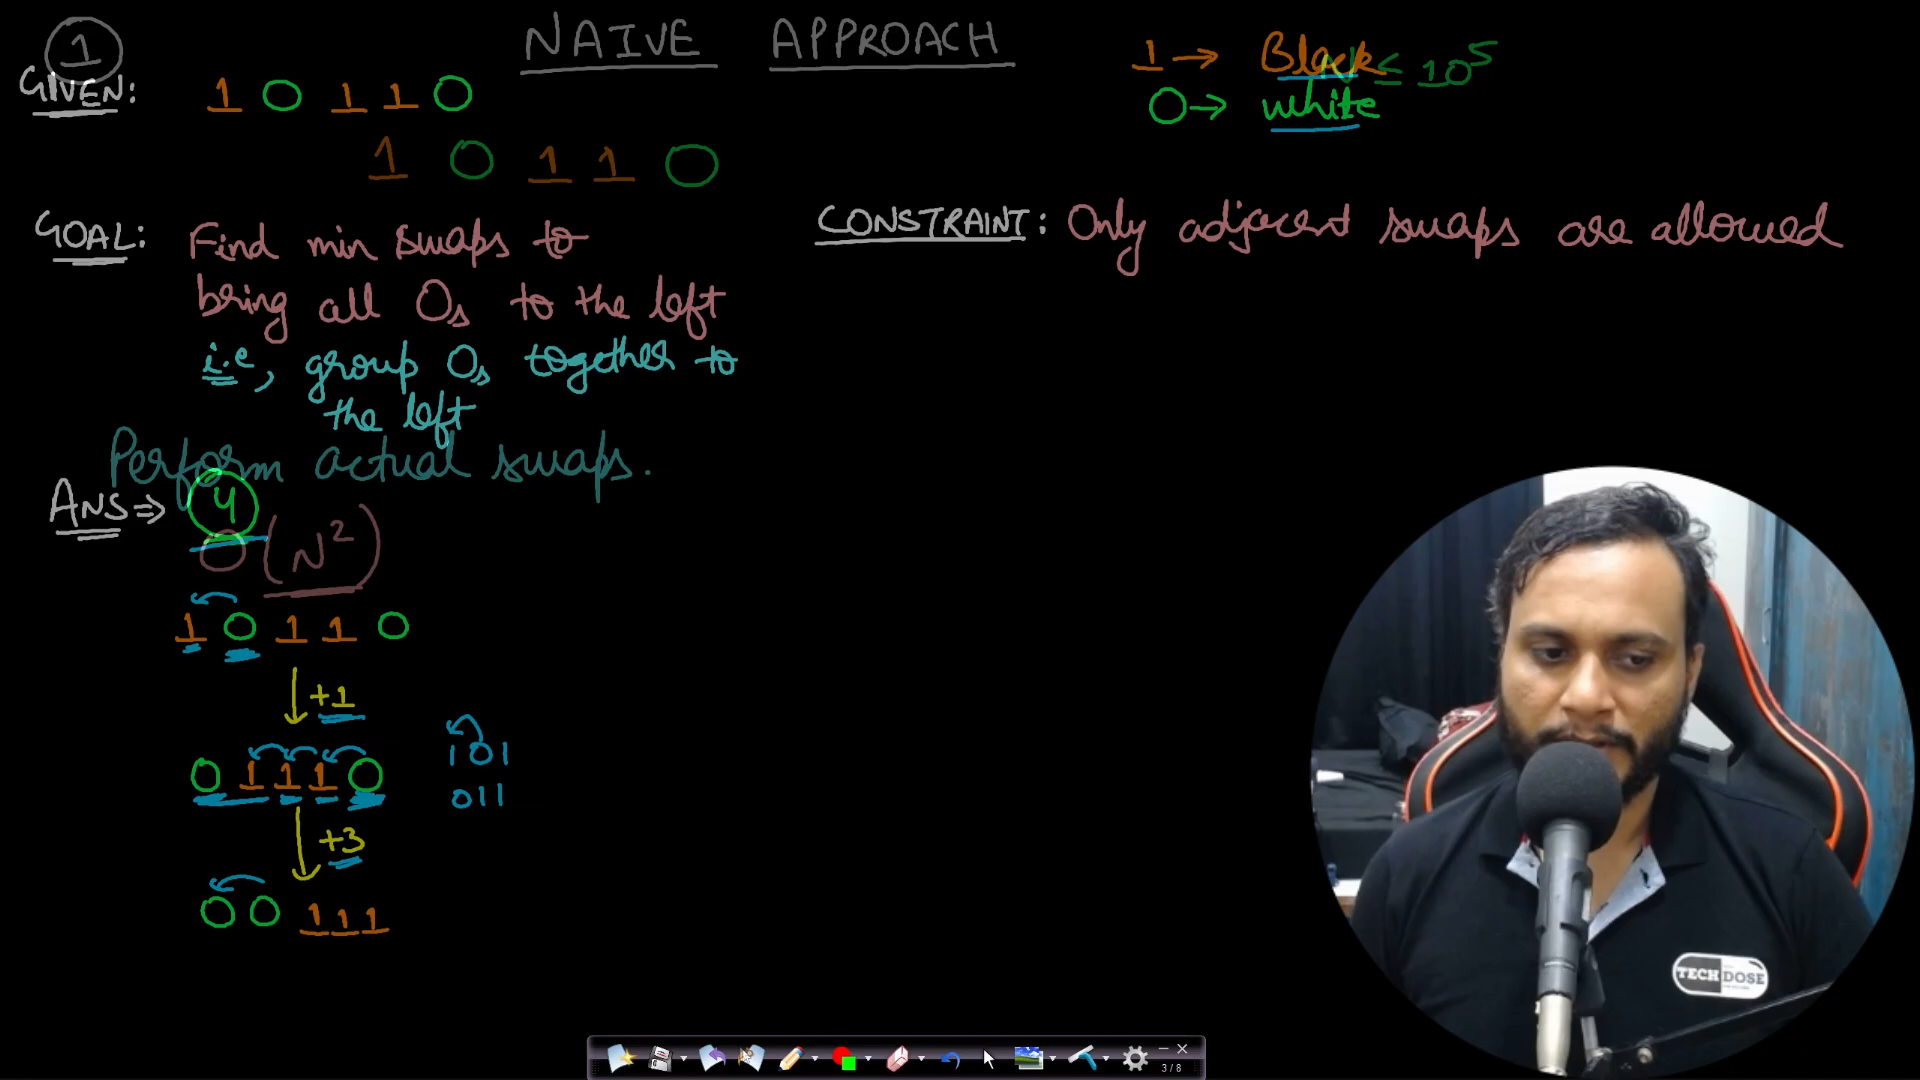 1
NAIVE APPROACH
1 → Black
N ≤ 10^5
0 → white
GIVEN: 1 0 1 1 0
1 0 1 1 0
GOAL: Find min swaps to
bring all 0s to the left
i.e, group 0s together to
the left
CONSTRAINT: Only adjacent swaps are allowed
Perform actual swaps.
ANS ⇒ 4
O(N^2)
1 0 1 1 0
+1
0 1 1 1 0
101
011
+3
0 0 1 1 1
TECH DOSE
3 / 8